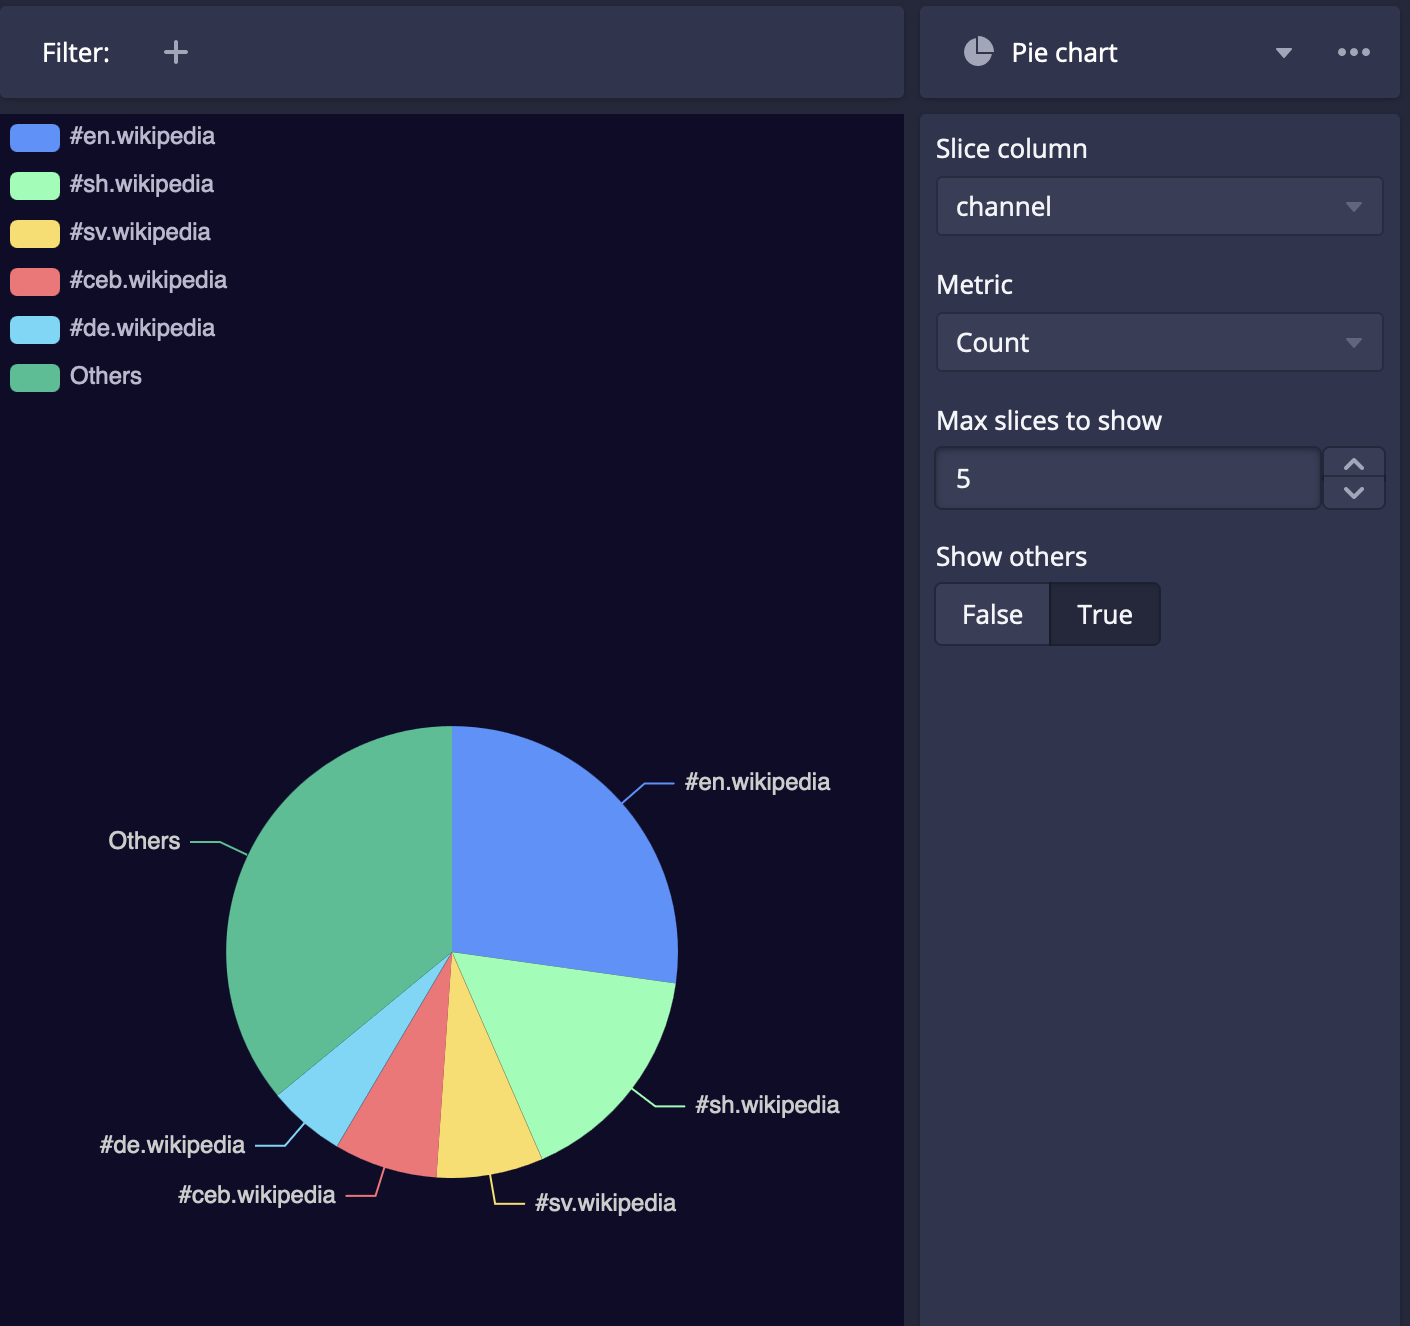 Filter:
Pie chart
#en.wikipedia
#sh.wikipedia
#sv.wikipedia
#ceb.wikipedia
#de.wikipedia
Others
Slice column
channel
Metric
Count
Max slices to show
5
Show others
False
True
#en.wikipedia
Others
#sh.wikipedia
#de.wikipedia
#ceb.wikipedia
#sv.wikipedia